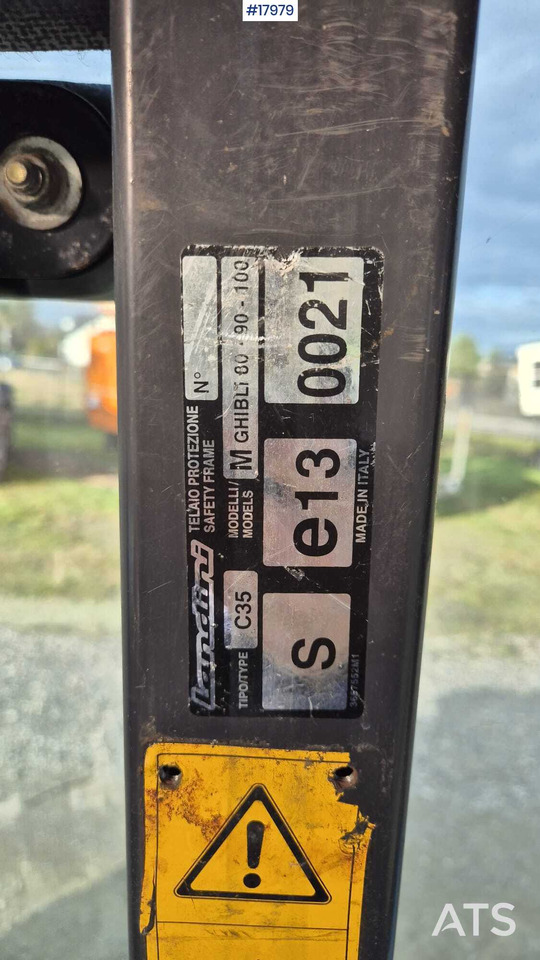 #17979
Landini
TELAIO PROTEZIONE
SAFETY FRAME
N°
TIPO/TYPE C35
MODELLI/
MODELS
M GHIBLI 80 - 90 - 100
S e13 0021
MADE IN ITALY
ATS